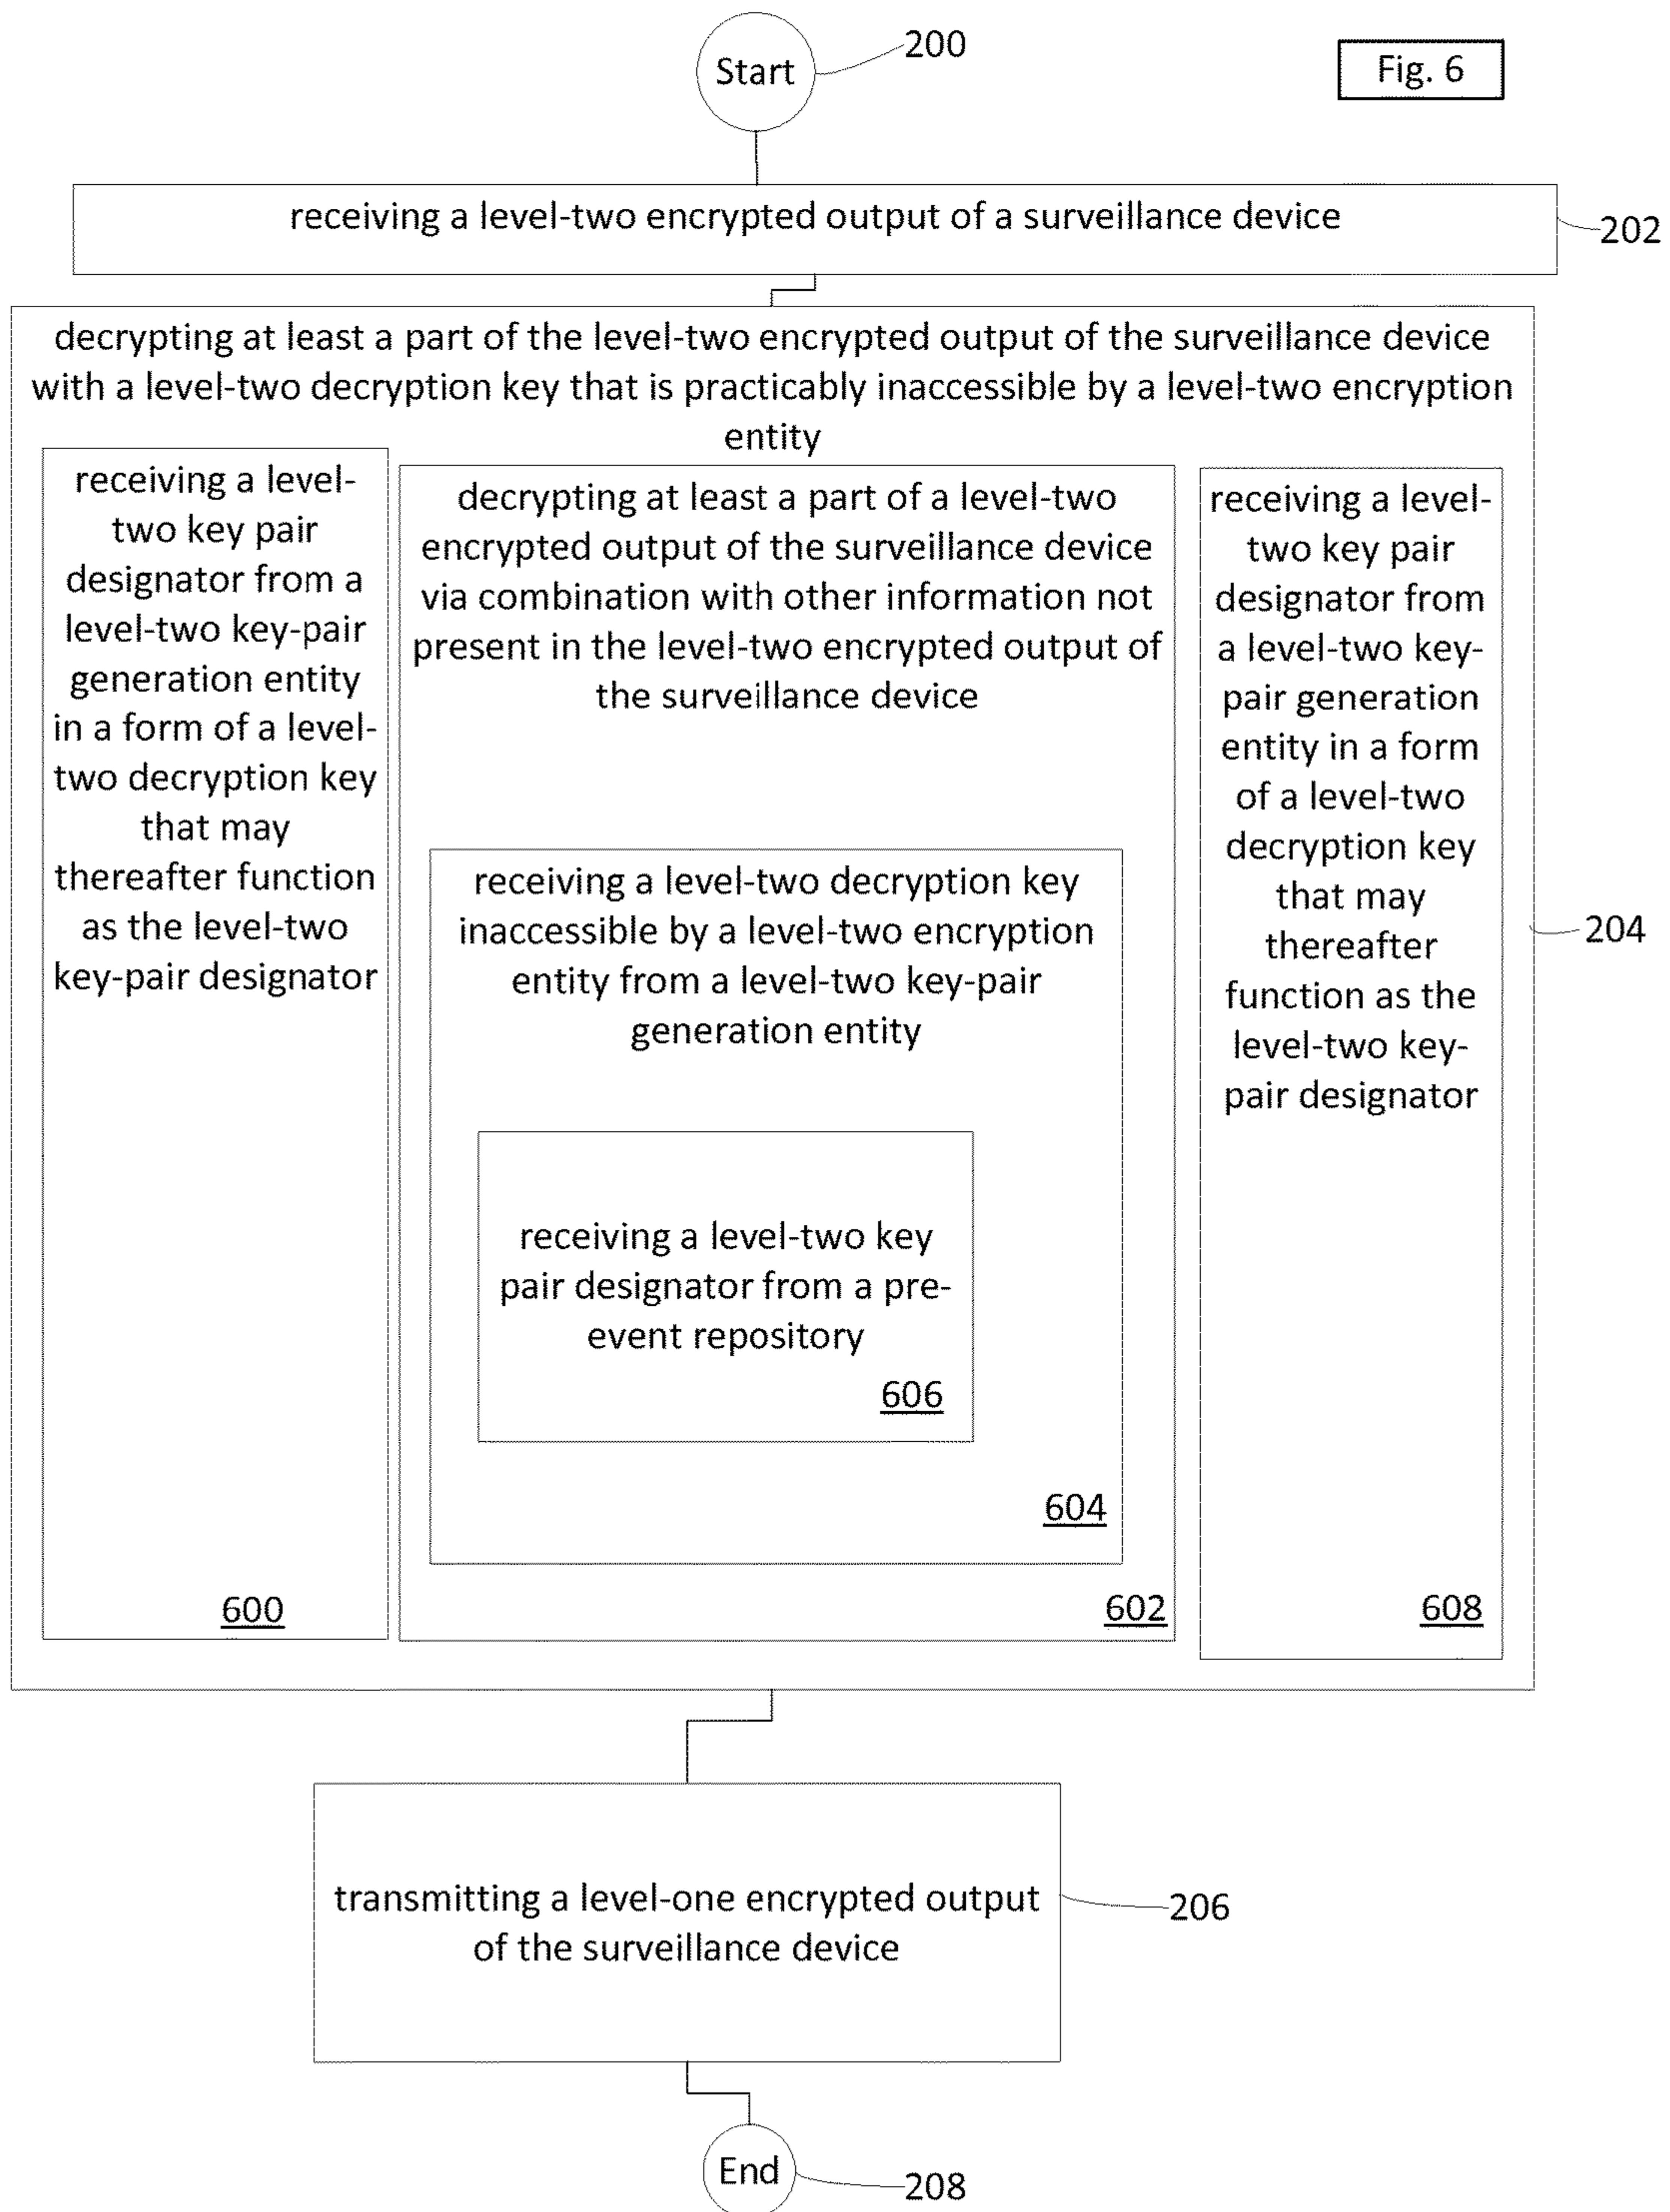 Start
200
Fig. 6
receiving a level-two encrypted output of a surveillance device
202
decrypting at least a part of the level-two encrypted output of the surveillance device
with a level-two decryption key that is practicably inaccessible by a level-two encryption
entity
receiving a level-
two key pair
designator from a
level-two key-pair
generation entity
in a form of a level-
two decryption key
that may
thereafter function
as the level-two
key-pair designator
600
decrypting at least a part of a level-two
encrypted output of the surveillance device
via combination with other information not
present in the level-two encrypted output of
the surveillance device
receiving a level-two decryption key
inaccessible by a level-two encryption
entity from a level-two key-pair
generation entity
receiving a level-two key
pair designator from a pre-
event repository
606
604
602
receiving a level-
two key pair
designator from
a level-two key-
pair generation
entity in a form
of a level-two
decryption key
that may
thereafter
function as the
level-two key-
pair designator
608
204
transmitting a level-one encrypted output
of the surveillance device
206
End
208